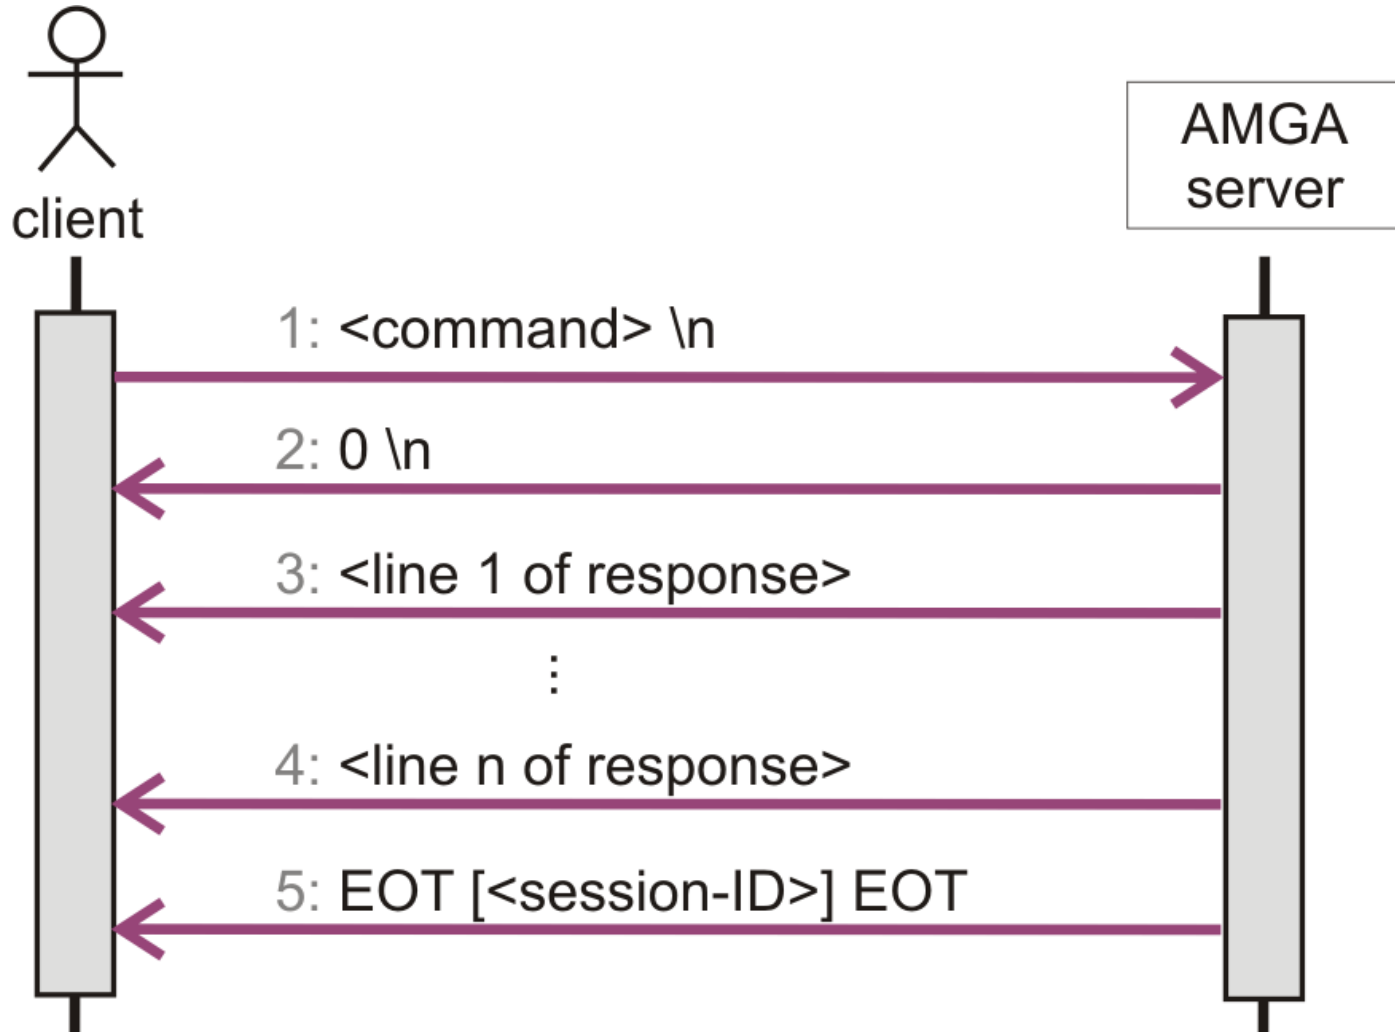 AMGA
server
client
1: <command> \n
2: 0 \n
3: <line 1 of response>
⋮
4: <line n of response>
5: EOT [<session-ID>] EOT